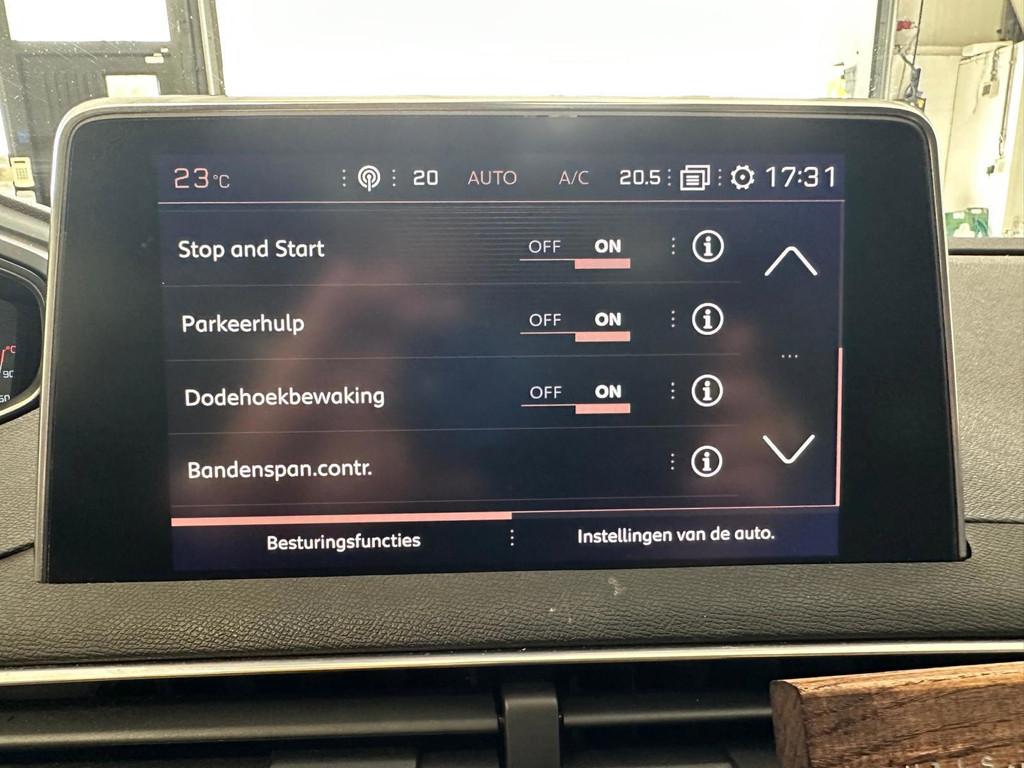 23°C 20 AUTO A/C 20.5 17:31
Stop and Start OFF ON
Parkeerhulp OFF ON
Dodehoekbewaking OFF ON
Bandenspan.contr.
Besturingsfuncties Instellingen van de auto.
°C
90